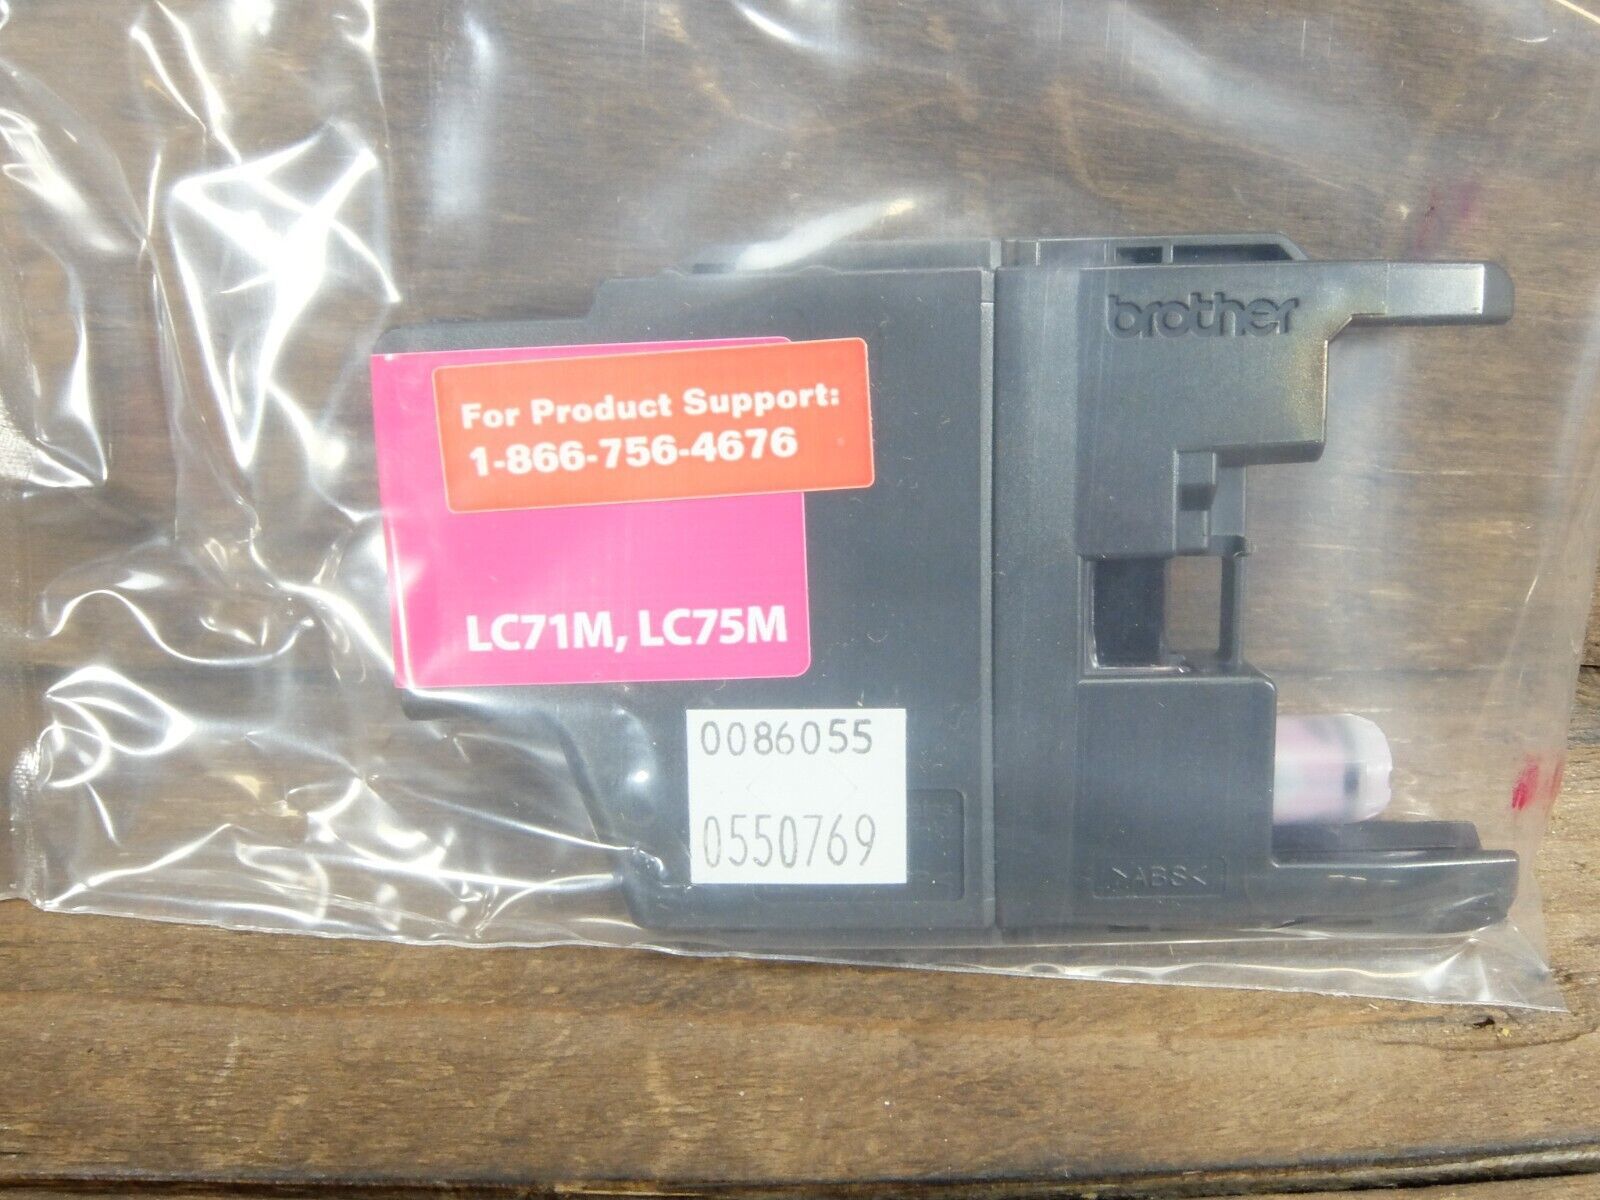 brother
For Product Support:
1-866-756-4676
LC71M, LC75M
0086055
0550769
>ABS<